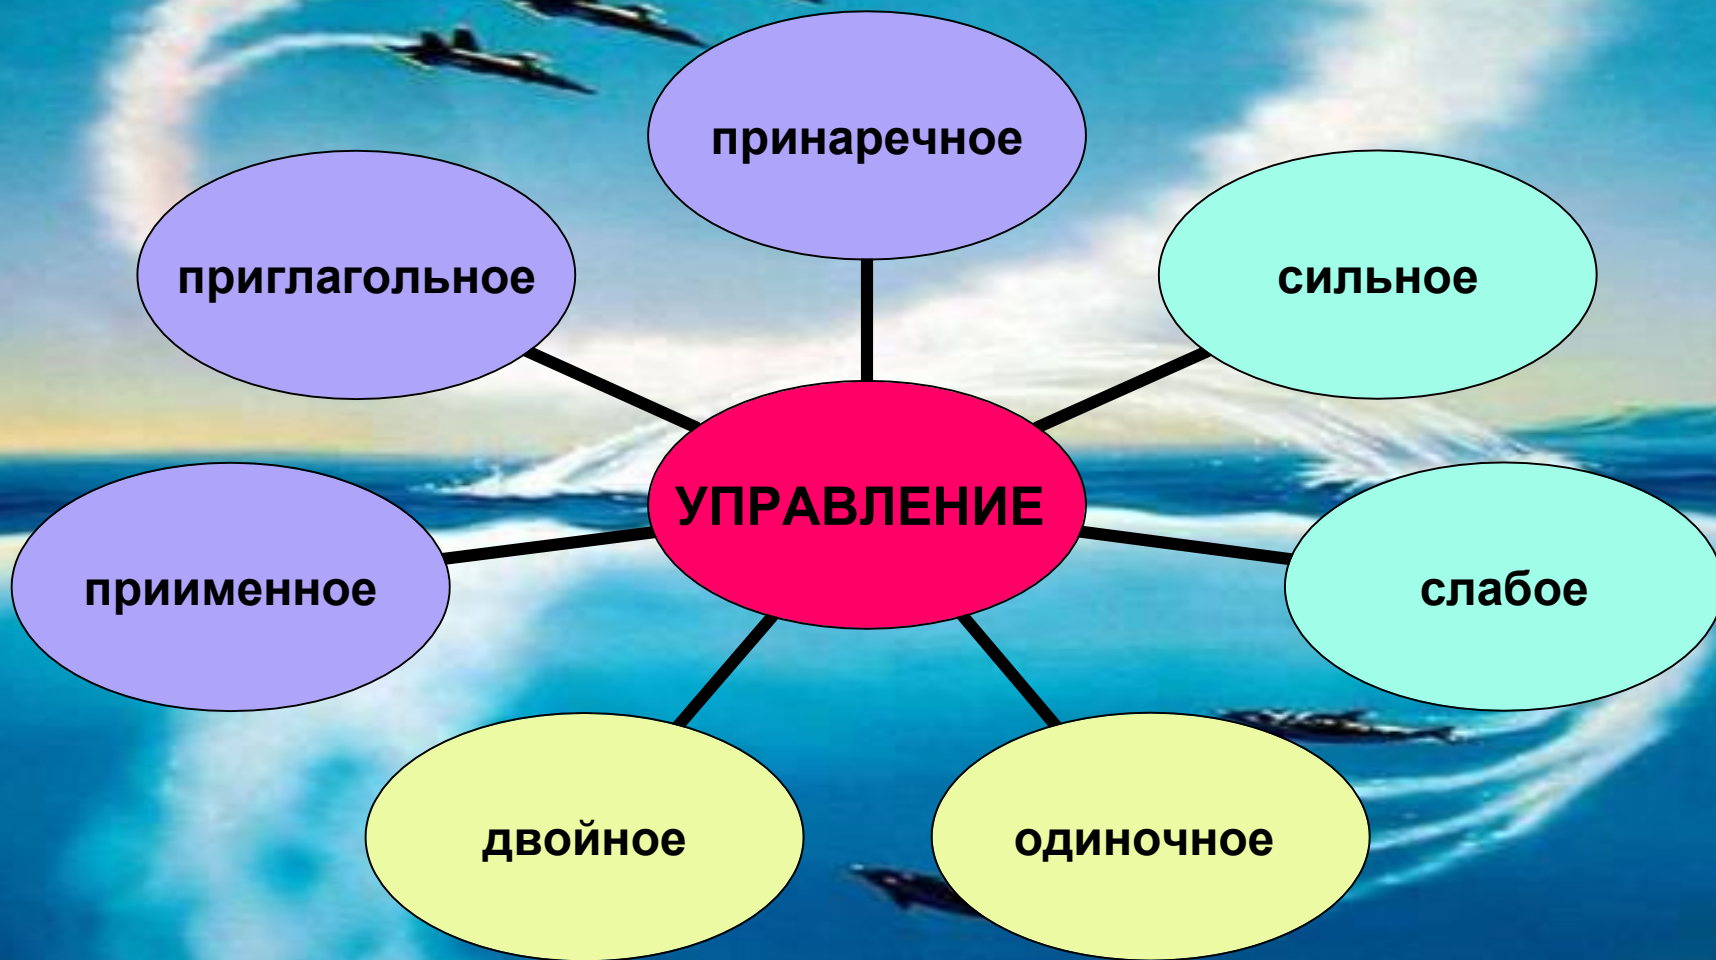 принаречное
приглагольное
сильное
УПРАВЛЕНИЕ
приименное
слабое
двойное
одиночное